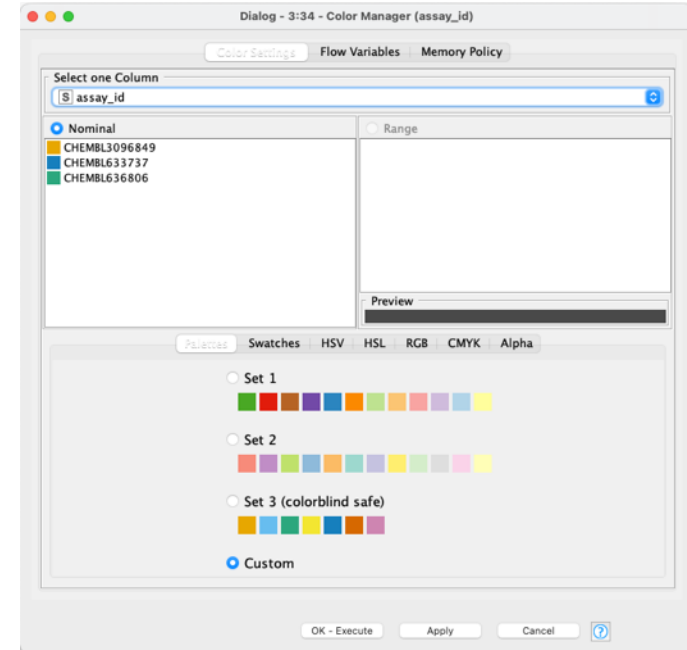 Dialog - 3:34 - Color Manager (assay_id)
Color Settings Flow Variables Memory Policy
Select one Column
S assay_id
Nominal
Range
CHEMBL3096849
CHEMBL633737
CHEMBL636806
Preview
Palettes Swatches HSV HSL RGB CMYK Alpha
Set 1
Set 2
Set 3 (colorblind safe)
Custom
OK - Execute Apply Cancel ?